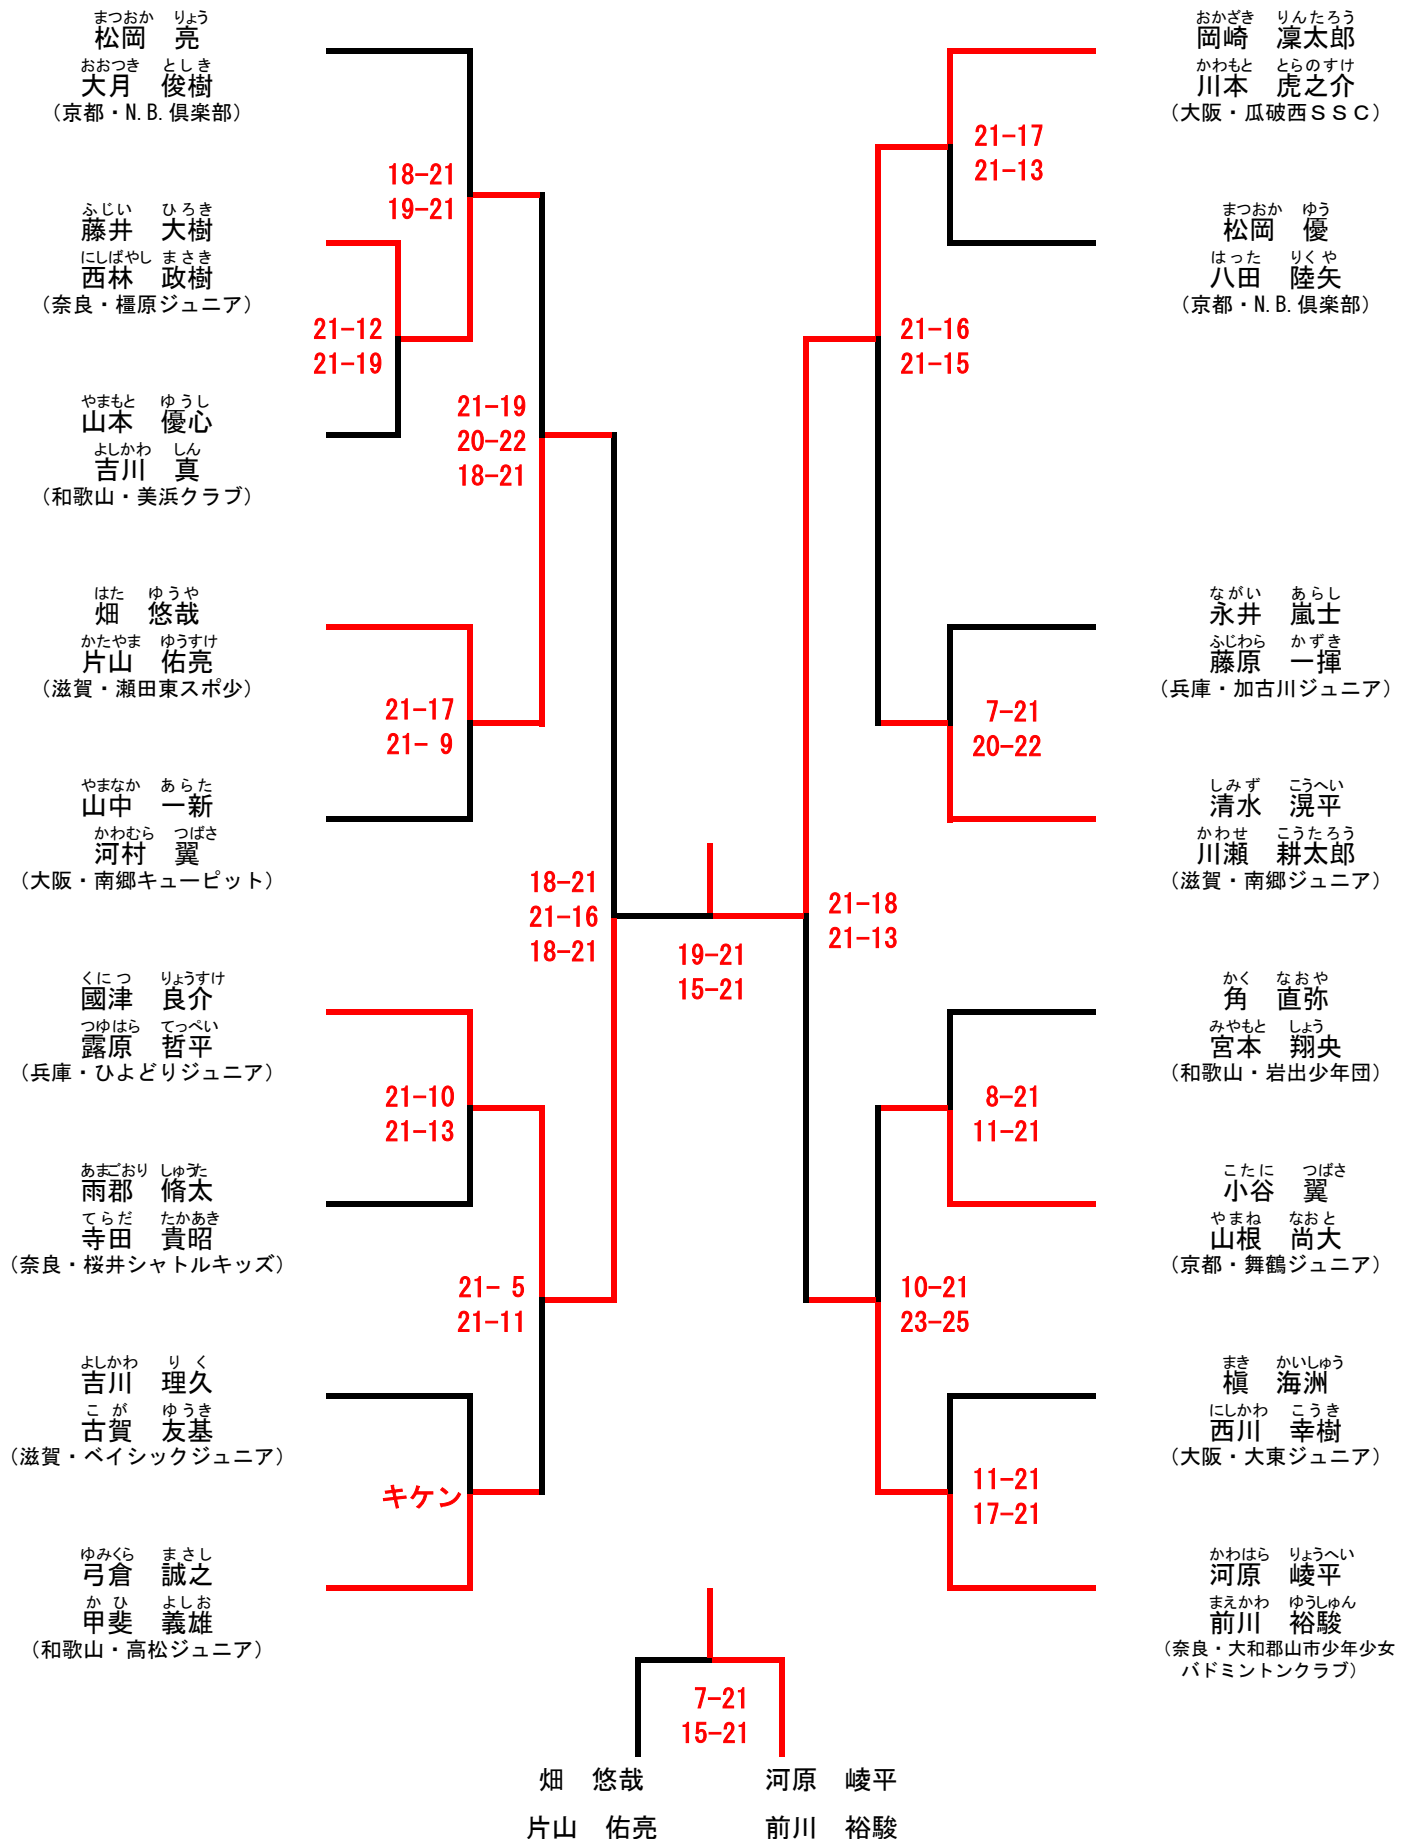 まつおか　りょう
松岡　亮
おおつき　としき
大月　俊樹
（京都・N.B.倶楽部）
18-21
19-21
ふじい　ひろき
藤井　大樹
にしばやし　まさき
西林　政樹
（奈良・橿原ジュニア）
21-12
21-19
やまもと　ゆうし
山本　優心
よしかわ　しん
吉川　真
（和歌山・美浜クラブ）
21-19
20-22
18-21
はた　ゆうや
畑　悠哉
かたやま　ゆうすけ
片山　佑亮
（滋賀・瀬田東スポ少）
21-17
21- 9
やまなか　あらた
山中　一新
かわむら　つばさ
河村　翼
（大阪・南郷キューピット）
18-21
21-16
18-21
くにつ　りょうすけ
國津　良介
つゆはら　てっぺい
露原　哲平
（兵庫・ひよどりジュニア）
21-10
21-13
あまごおり　しゅうた
雨郡　脩太
てらだ　たかあき
寺田　貴昭
（奈良・桜井シャトルキッズ）
21- 5
21-11
よしかわ　りく
吉川　理久
こが　ゆうき
古賀　友基
（滋賀・ベイシックジュニア）
キケン
ゆみくら　まさし
弓倉　誠之
かひ　よしお
甲斐　義雄
（和歌山・高松ジュニア）
19-21
15-21
おかざき　りんたろう
岡崎　凜太郎
かわもと　とらのすけ
川本　虎之介
（大阪・瓜破西ＳＳＣ）
21-17
21-13
まつおか　ゆう
松岡　優
はった　りくや
八田　陸矢
（京都・N.B.倶楽部）
21-16
21-15
ながい　あらし
永井　嵐士
ふじわら　かずき
藤原　一揮
（兵庫・加古川ジュニア）
7-21
20-22
しみず　こうへい
清水　滉平
かわせ　こうたろう
川瀬　耕太郎
（滋賀・南郷ジュニア）
21-18
21-13
かく　なおや
角　直弥
みやもと　しょう
宮本　翔央
（和歌山・岩出少年団）
8-21
11-21
こたに　つばさ
小谷　翼
やまね　なおと
山根　尚大
（京都・舞鶴ジュニア）
10-21
23-25
まき　かいしゅう
槇　海洲
にしかわ　こうき
西川　幸樹
（大阪・大東ジュニア）
11-21
17-21
かわはら　りょうへい
河原　崚平
まえかわ　ゆうしゅん
前川　裕駿
（奈良・大和郡山市少年少女
バドミントンクラブ）
7-21
15-21
畑　悠哉　河原　崚平
片山　佑亮　前川　裕駿